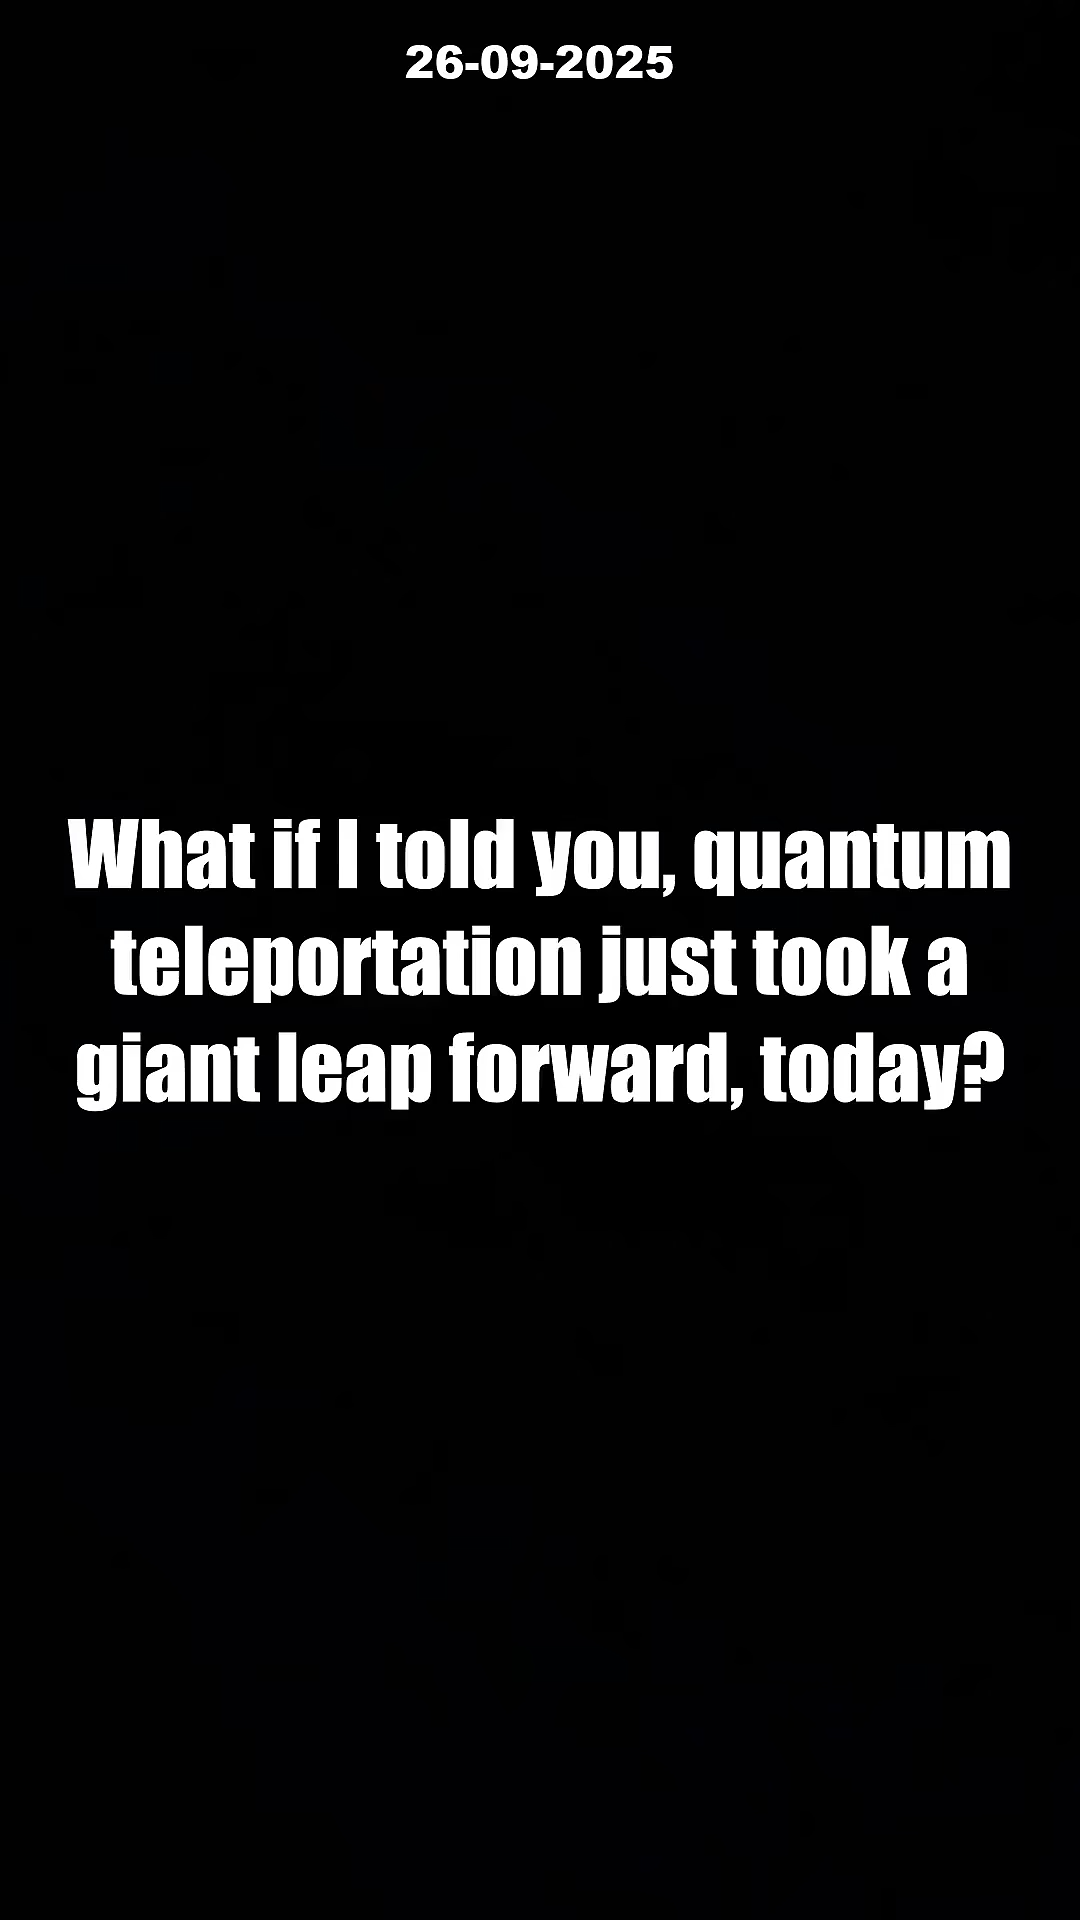 26-09-2025
What if I told you, quantum
teleportation just took a
giant leap forward, today?